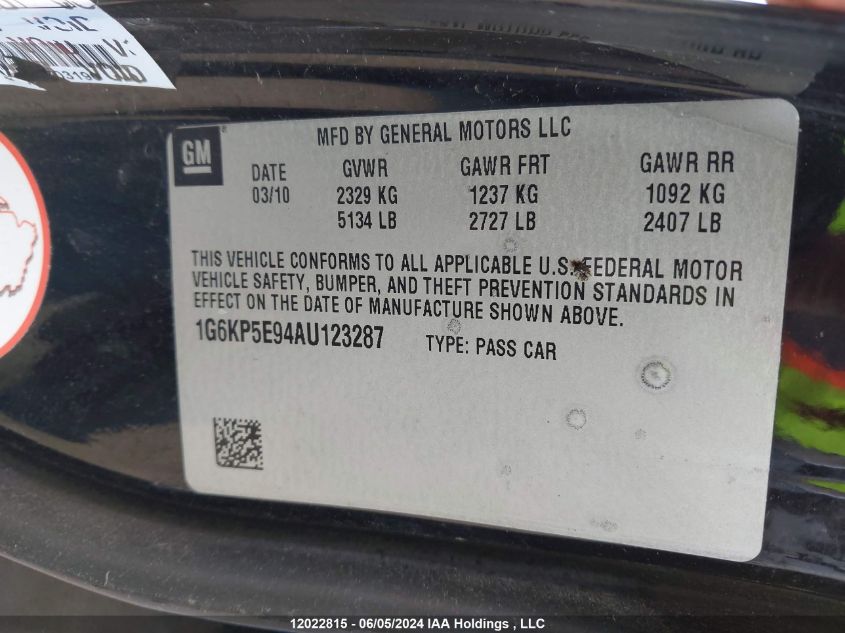 MFD BY GENERAL MOTORS LLC
GM
DATE GVWR GAWR FRT GAWR RR
03/10 2329 KG 1237 KG 1092 KG
5134 LB 2727 LB 2407 LB
THIS VEHICLE CONFORMS TO ALL APPLICABLE U.S. FEDERAL MOTOR
VEHICLE SAFETY, BUMPER, AND THEFT PREVENTION STANDARDS IN
EFFECT ON THE DATE OF MANUFACTURE SHOWN ABOVE.
1G6KP5E94AU123287 TYPE: PASS CAR
12022815 - 06/05/2024 IAA Holdings , LLC